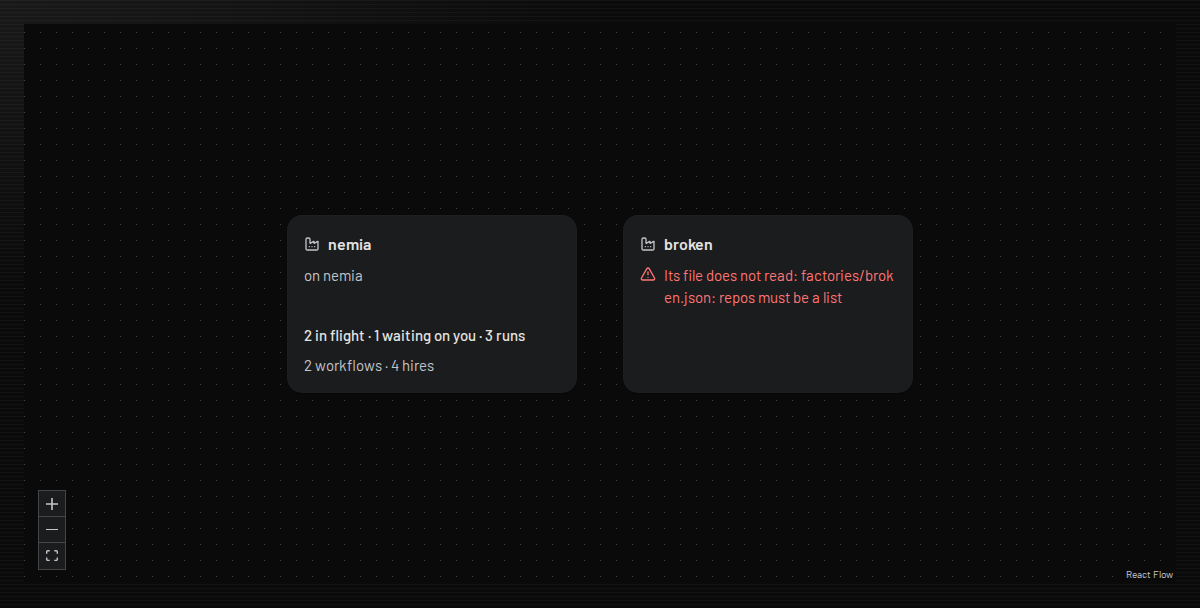 nemia
on nemia
2 in flight · 1 waiting on you · 3 runs
2 workflows · 4 hires
broken
Its file does not read: factories/brok
en.json: repos must be a list
React Flow